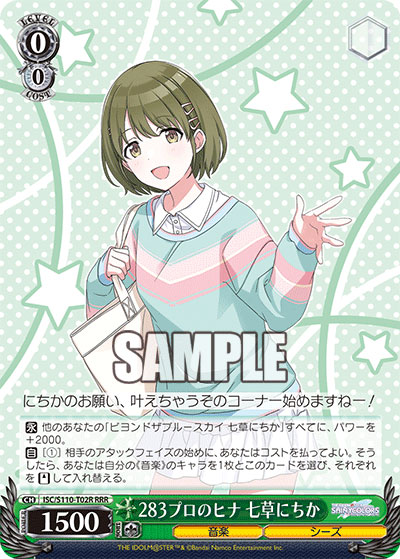 LEVEL
0
0
COST
SAMPLE
にちかのお願い、叶えちゃうぞのコーナー始めますねー！
永 他のあなたの「ビヨンドザブルースカイ 七草にちか」すべてに、パワーを
+2000。
自 [①] 相手のアタックフェイズの始めに、あなたはコストを払ってよい。そ
うしたら、あなたは自分の《音楽》のキャラを1枚とこのカードを選び、それぞれ
を して入れ替える。
CH ISC/S110-T02R RRR
1500
283プロのヒナ 七草にちか
THE IDOLM@STER SHINYCOLORS
音楽
シーズ
THE IDOLM@STER™& ©Bandai Namco Entertainment Inc.